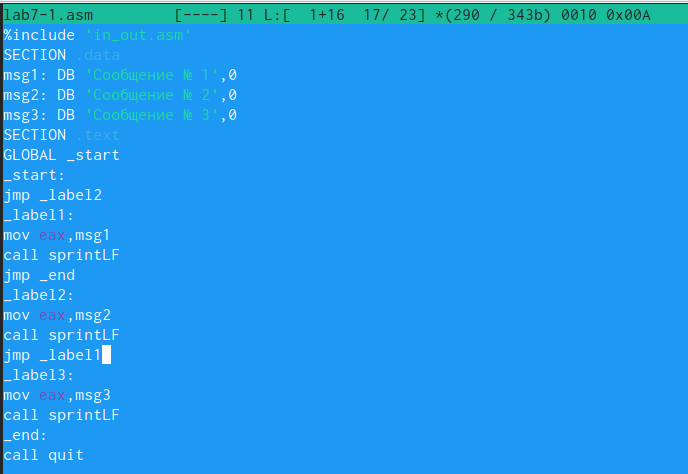 lab7-1.asm [----] 11 L:[ 1+16 17/ 23] *(290 / 343b) 0010 0x00A
%include 'in_out.asm'
SECTION .data
msg1: DB 'Сообщение № 1',0
msg2: DB 'Сообщение № 2',0
msg3: DB 'Сообщение № 3',0
SECTION .text
GLOBAL _start
_start:
jmp _label2
_label1:
mov eax,msg1
call sprintLF
jmp _end
_label2:
mov eax,msg2
call sprintLF
jmp _label1
_label3:
mov eax,msg3
call sprintLF
_end:
call quit